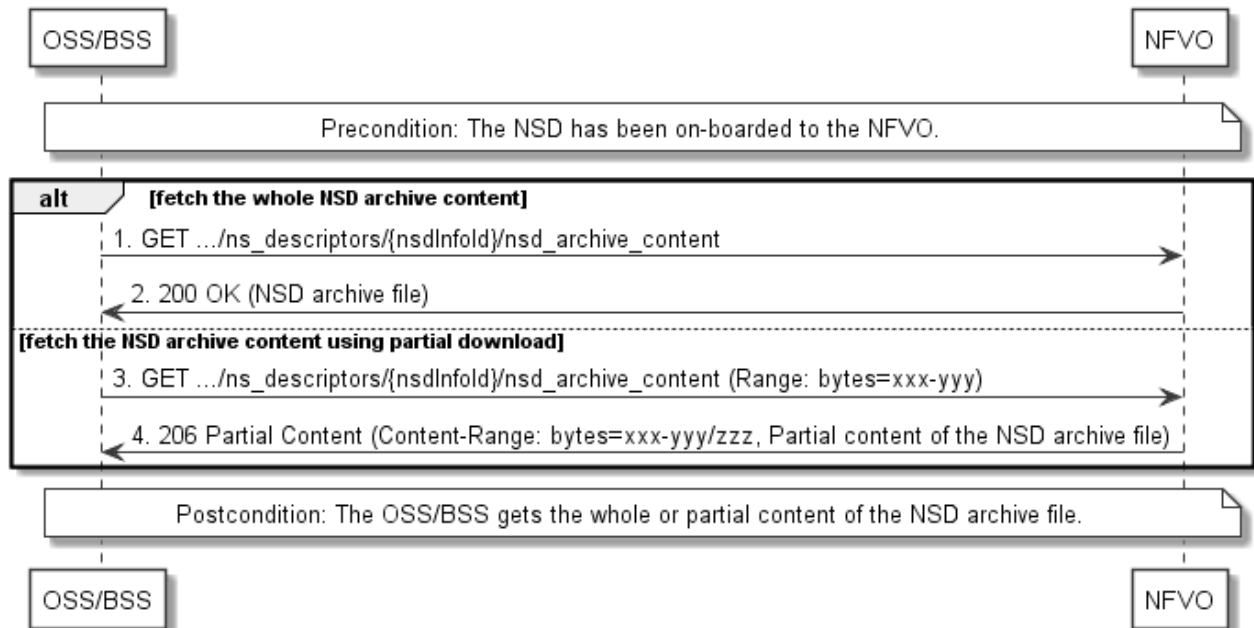 OSS/BSS
NFVO
Precondition: The NSD has been on-boarded to the NFVO.
alt
[fetch the whole NSD archive content]
1. GET .../ns_descriptors/{nsdInfoId}/nsd_archive_content
2. 200 OK (NSD archive file)
[fetch the NSD archive content using partial download]
3. GET .../ns_descriptors/{nsdInfoId}/nsd_archive_content (Range: bytes=xxx-yyy)
4. 206 Partial Content (Content-Range: bytes=xxx-yyy/zzz, Partial content of the NSD archive file)
Postcondition: The OSS/BSS gets the whole or partial content of the NSD archive file.
OSS/BSS
NFVO